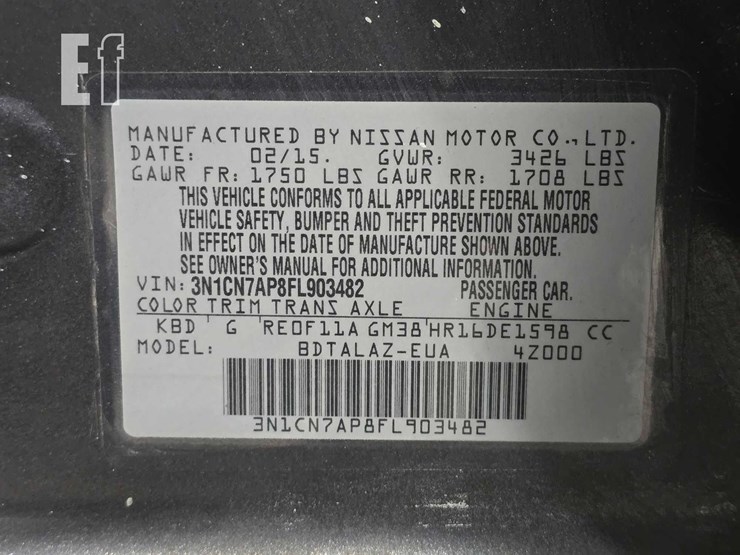 Ef
MANUFACTURED BY NISSAN MOTOR CO., LTD.
DATE: 02/15. GVWR: 3426 LBS
GAWR FR: 1750 LBS GAWR RR: 1708 LBS
THIS VEHICLE CONFORMS TO ALL APPLICABLE FEDERAL MOTOR
VEHICLE SAFETY, BUMPER AND THEFT PREVENTION STANDARDS
IN EFFECT ON THE DATE OF MANUFACTURE SHOWN ABOVE.
SEE OWNER'S MANUAL FOR ADDITIONAL INFORMATION.
VIN: 3N1CN7AP8FL903482 PASSENGER CAR.
COLOR TRIM TRANS AXLE ENGINE
KBD ' G 'RE0F11A GM38'HR16DE1598 CC
MODEL: BDTALAZ-EUA 4Z000
3N1CN7AP8FL903482